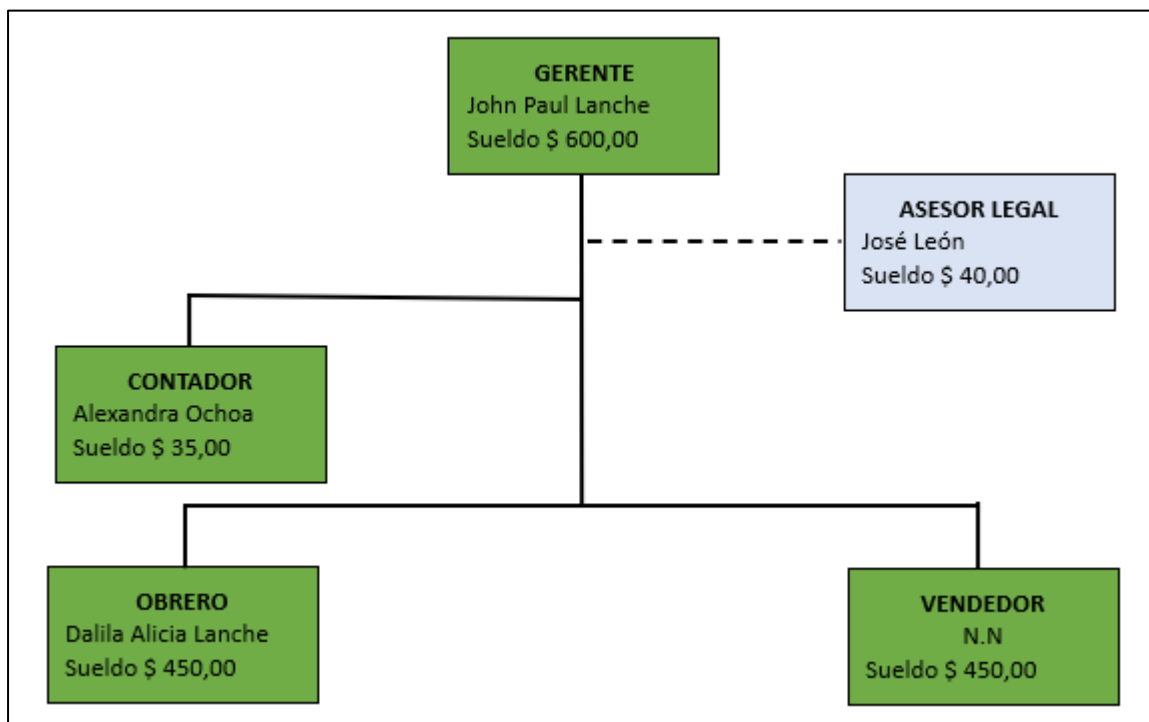 GERENTE
John Paul Lanche
Sueldo $ 600,00
ASESOR LEGAL
José León
Sueldo $ 40,00
CONTADOR
Alexandra Ochoa
Sueldo $ 35,00
OBRERO
Dalila Alicia Lanche
Sueldo $ 450,00
VENDEDOR
N.N
Sueldo $ 450,00